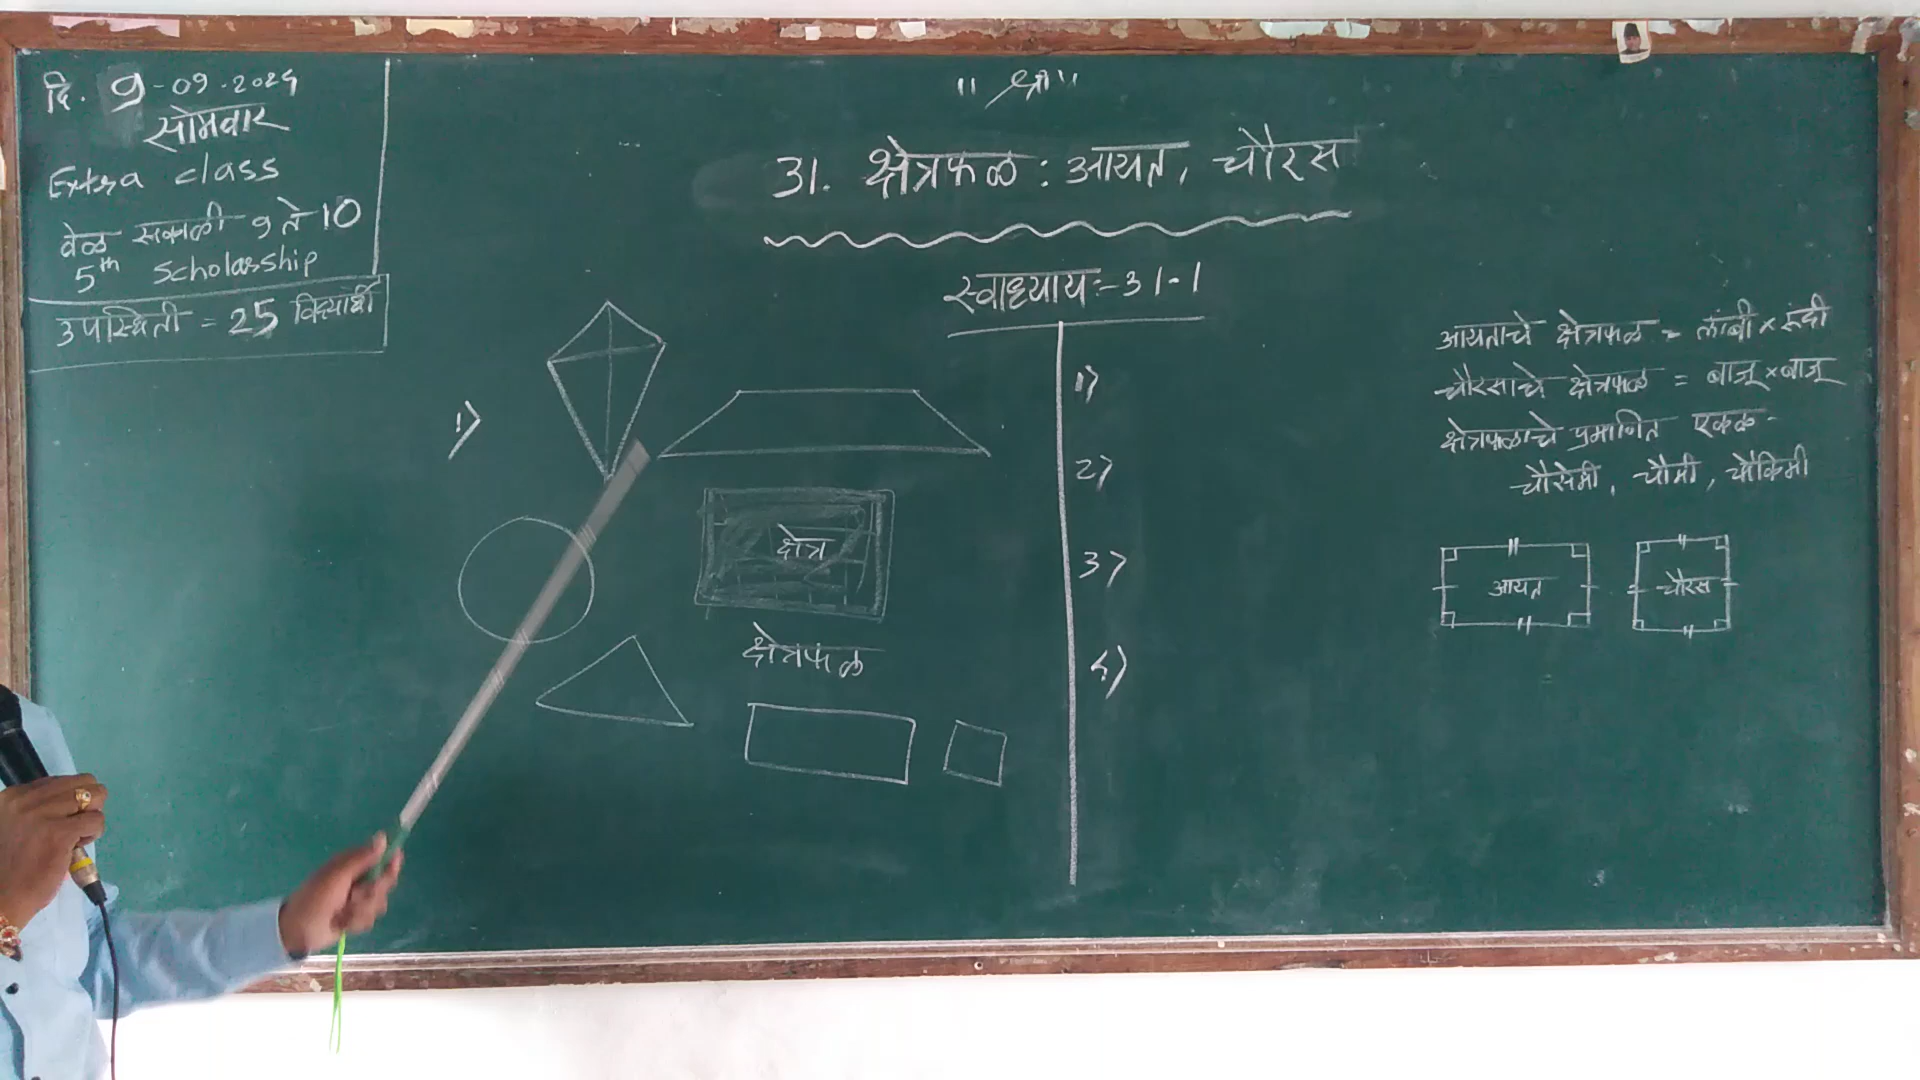 दि. 9-09-2024
सोमवार
Extra class
वेळ सकाळी 9 ते 10
5th Scholarship
उपस्थिती = 25 विद्यार्थी
"श्री"
31. क्षेत्रफळ : आयत, चौरस
स्वाध्याय:- 31-1
1)
क्षेत्र
क्षेत्रफळ
1)
2)
3)
4)
आयताचे क्षेत्रफळ = लांबी × रुंदी
चौरसाचे क्षेत्रफळ = बाजू × बाजू
क्षेत्रफळाचे प्रमाणित एकक -
चौसेमी, चौमी, चौकिमी
आयत
चौरस